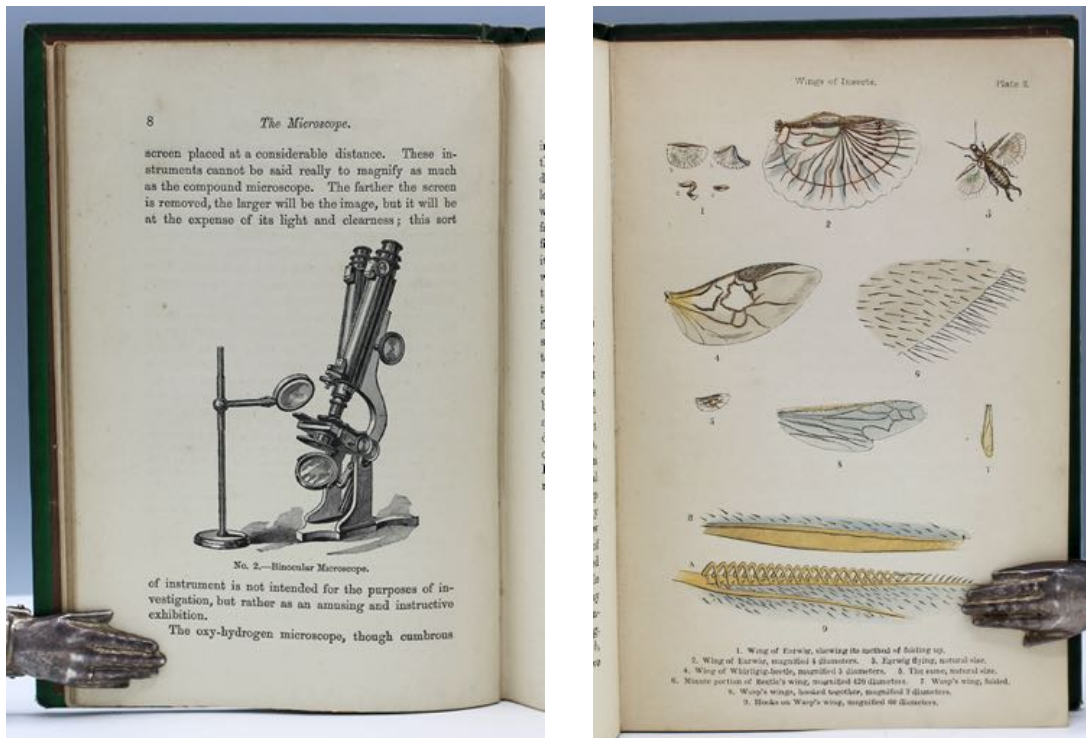 8 The Microscope.
screen placed at a considerable distance. These in-
struments cannot be said really to magnify as much
as the compound microscope. The farther the screen
is removed, the larger will be the image, but it will be
at the expense of its light and clearness; this sort
No. 2.—Binocular Microscope.
of instrument is not intended for the purposes of in-
vestigation, but rather as an amusing and instructive
exhibition.
The oxy-hydrogen microscope, though cumbrous
Wings of Insects. Plate
1
2
3
4
6
5
8
7
B
A
9
1. Wing of Earwig, shewing its method of folding up.
2. Wing of Earwig, magnified 4 diameters. 3. Earwig flying, natural size.
4. Wing of Whirligig-beetle, magnified 5 diameters. 5. The same, natural size.
6. Minute portion of Beetle's wing, magnified 420 diameters. 7. Wasp's wing, folded.
8. Wasp's wings, hooked together, magnified 3 diameters.
9. Hooks on Wasp's wing, magnified 60 diameters.